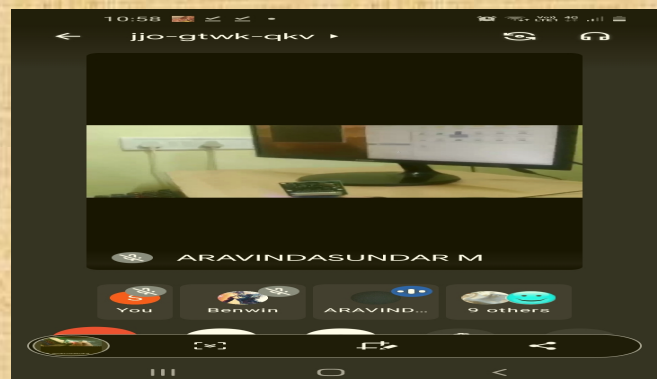 10:58
jjo-gtwk-qkv
ARAVINDASUNDAR M
You
Benwin
ARAVIND...
9 others